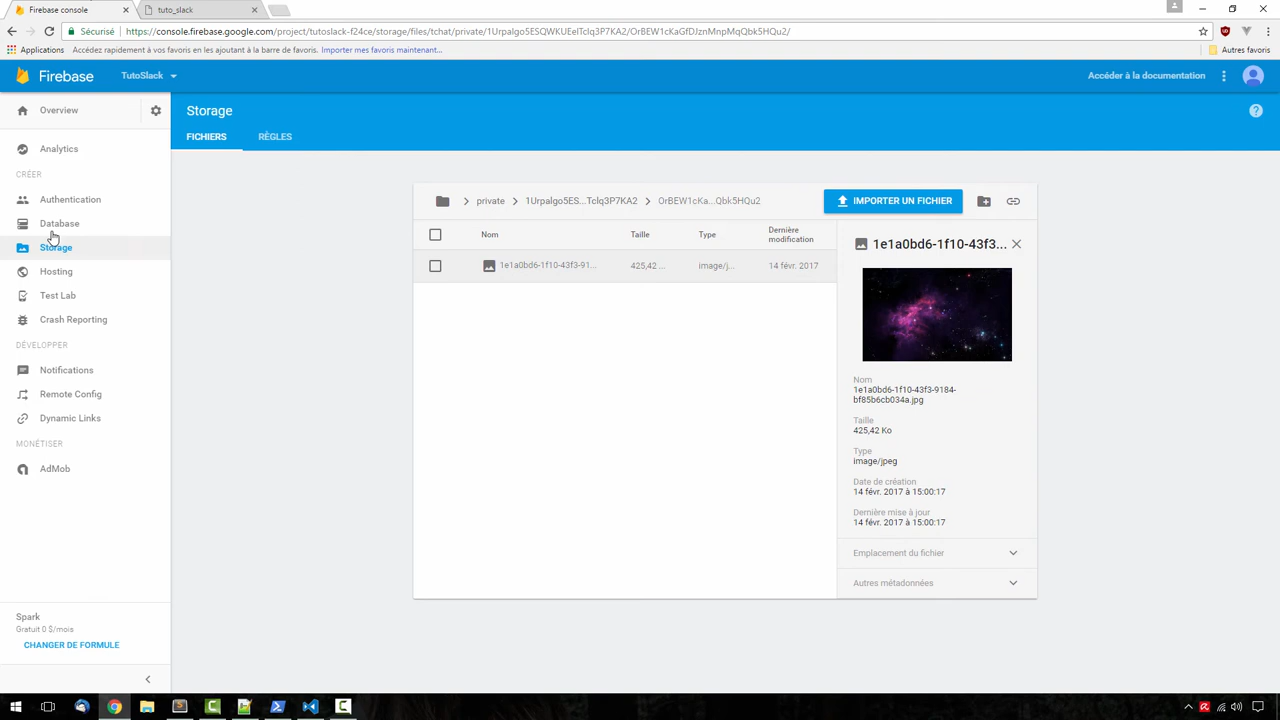 Firebase console
tuto_slack
Sécurisé https://console.firebase.google.com/project/tutoslack-f24ce/storage/files/tchat/private/1UrpaIgo5ESQWKUEeITcIq3P7KA2/OrBEW1cKaGfDJznMnpMqQbk5HQu2/
Applications Accédez rapidement à vos favoris en les ajoutant à la barre de favoris. Importer mes favoris maintenant... Autres favoris
Firebase TutoSlack Accéder à la documentation
Overview
Storage
FICHIERS RÈGLES
Analytics
CRÉER
Authentication
Database
Storage
Hosting
Test Lab
Crash Reporting
DÉVELOPPER
Notifications
Remote Config
Dynamic Links
MONÉTISER
AdMob
Spark
Gratuit 0 $/mois
CHANGER DE FORMULE
private 1UrpaIgo5ES...TcIq3P7KA2 OrBEW1cKa...Qbk5HQu2 IMPORTER UN FICHIER
Nom Taille Type Dernière modification
1e1a0bd6-1f10-43f3-91... 425,42 ... image/j... 14 févr. 2017
1e1a0bd6-1f10-43f3...
Nom
1e1a0bd6-1f10-43f3-9184-
bf85b6cb034a.jpg
Taille
425,42 Ko
Type
image/jpeg
Date de création
14 févr. 2017 à 15:00:17
Dernière mise à jour
14 févr. 2017 à 15:00:17
Emplacement du fichier
Autres métadonnées